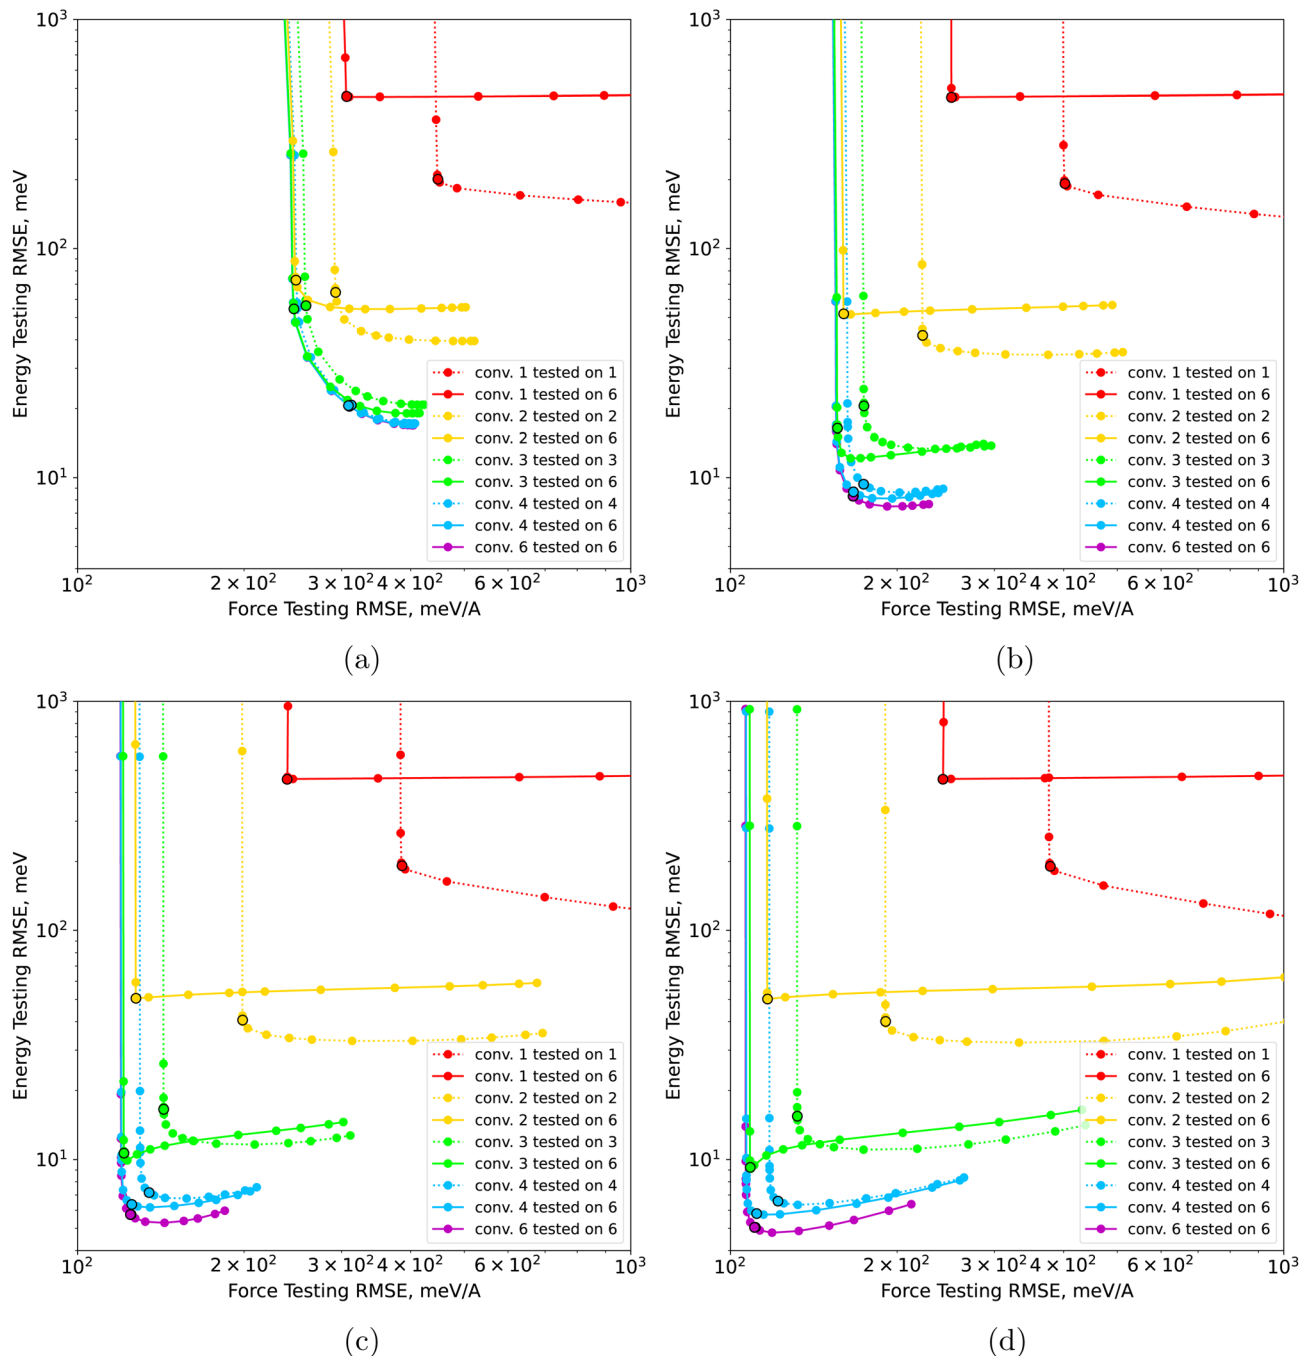 10³
10²
10¹
Energy Testing RMSE, meV
conv. 1 tested on 1
conv. 1 tested on 6
conv. 2 tested on 2
conv. 2 tested on 6
conv. 3 tested on 3
conv. 3 tested on 6
conv. 4 tested on 4
conv. 4 tested on 6
conv. 6 tested on 6
10² 2 × 10² 3 × 10² 4 × 10² 6 × 10² 10³
Force Testing RMSE, meV/A
(a)
10³
10²
10¹
Energy Testing RMSE, meV
conv. 1 tested on 1
conv. 1 tested on 6
conv. 2 tested on 2
conv. 2 tested on 6
conv. 3 tested on 3
conv. 3 tested on 6
conv. 4 tested on 4
conv. 4 tested on 6
conv. 6 tested on 6
10² 2 × 10² 3 × 10² 4 × 10² 6 × 10² 10³
Force Testing RMSE, meV/A
(b)
10³
10²
10¹
Energy Testing RMSE, meV
conv. 1 tested on 1
conv. 1 tested on 6
conv. 2 tested on 2
conv. 2 tested on 6
conv. 3 tested on 3
conv. 3 tested on 6
conv. 4 tested on 4
conv. 4 tested on 6
conv. 6 tested on 6
10² 2 × 10² 3 × 10² 4 × 10² 6 × 10² 10³
Force Testing RMSE, meV/A
(c)
10³
10²
10¹
Energy Testing RMSE, meV
conv. 1 tested on 1
conv. 1 tested on 6
conv. 2 tested on 2
conv. 2 tested on 6
conv. 3 tested on 3
conv. 3 tested on 6
conv. 4 tested on 4
conv. 4 tested on 6
conv. 6 tested on 6
10² 2 × 10² 3 × 10² 4 × 10² 6 × 10² 10³
Force Testing RMSE, meV/A
(d)